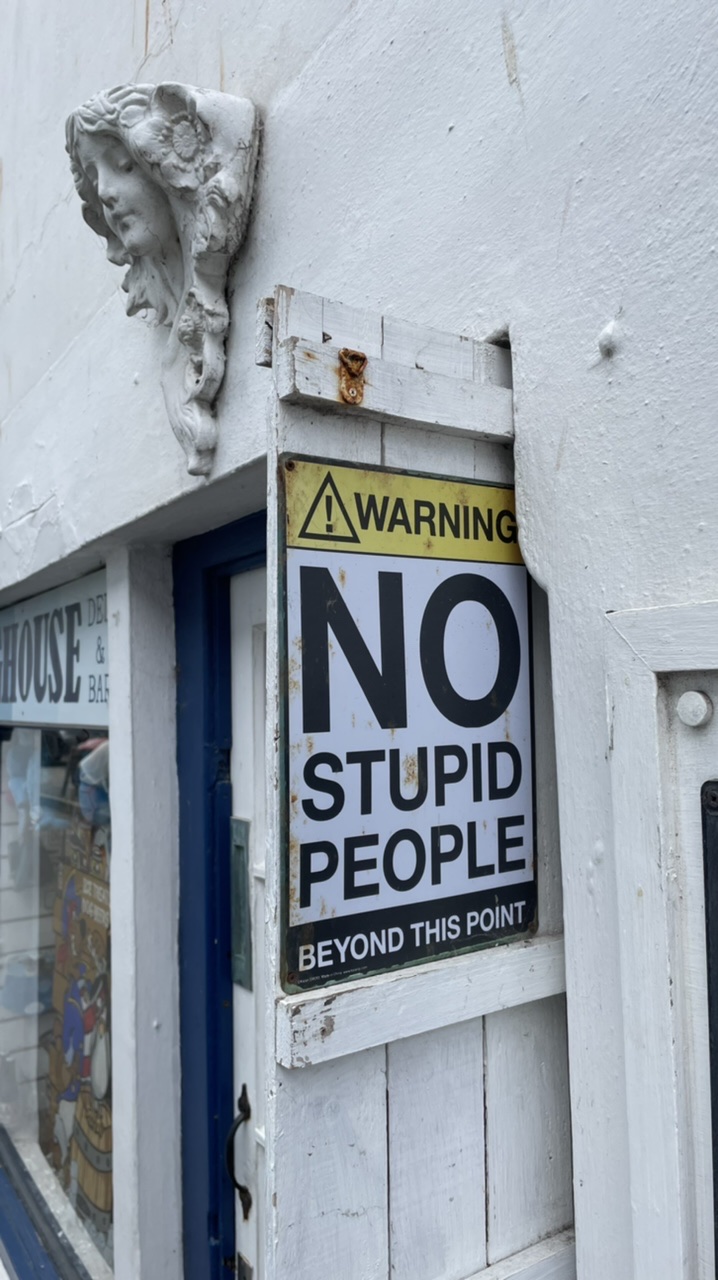 WARNING
NO
STUPID
PEOPLE
BEYOND THIS POINT
HOUSE
&